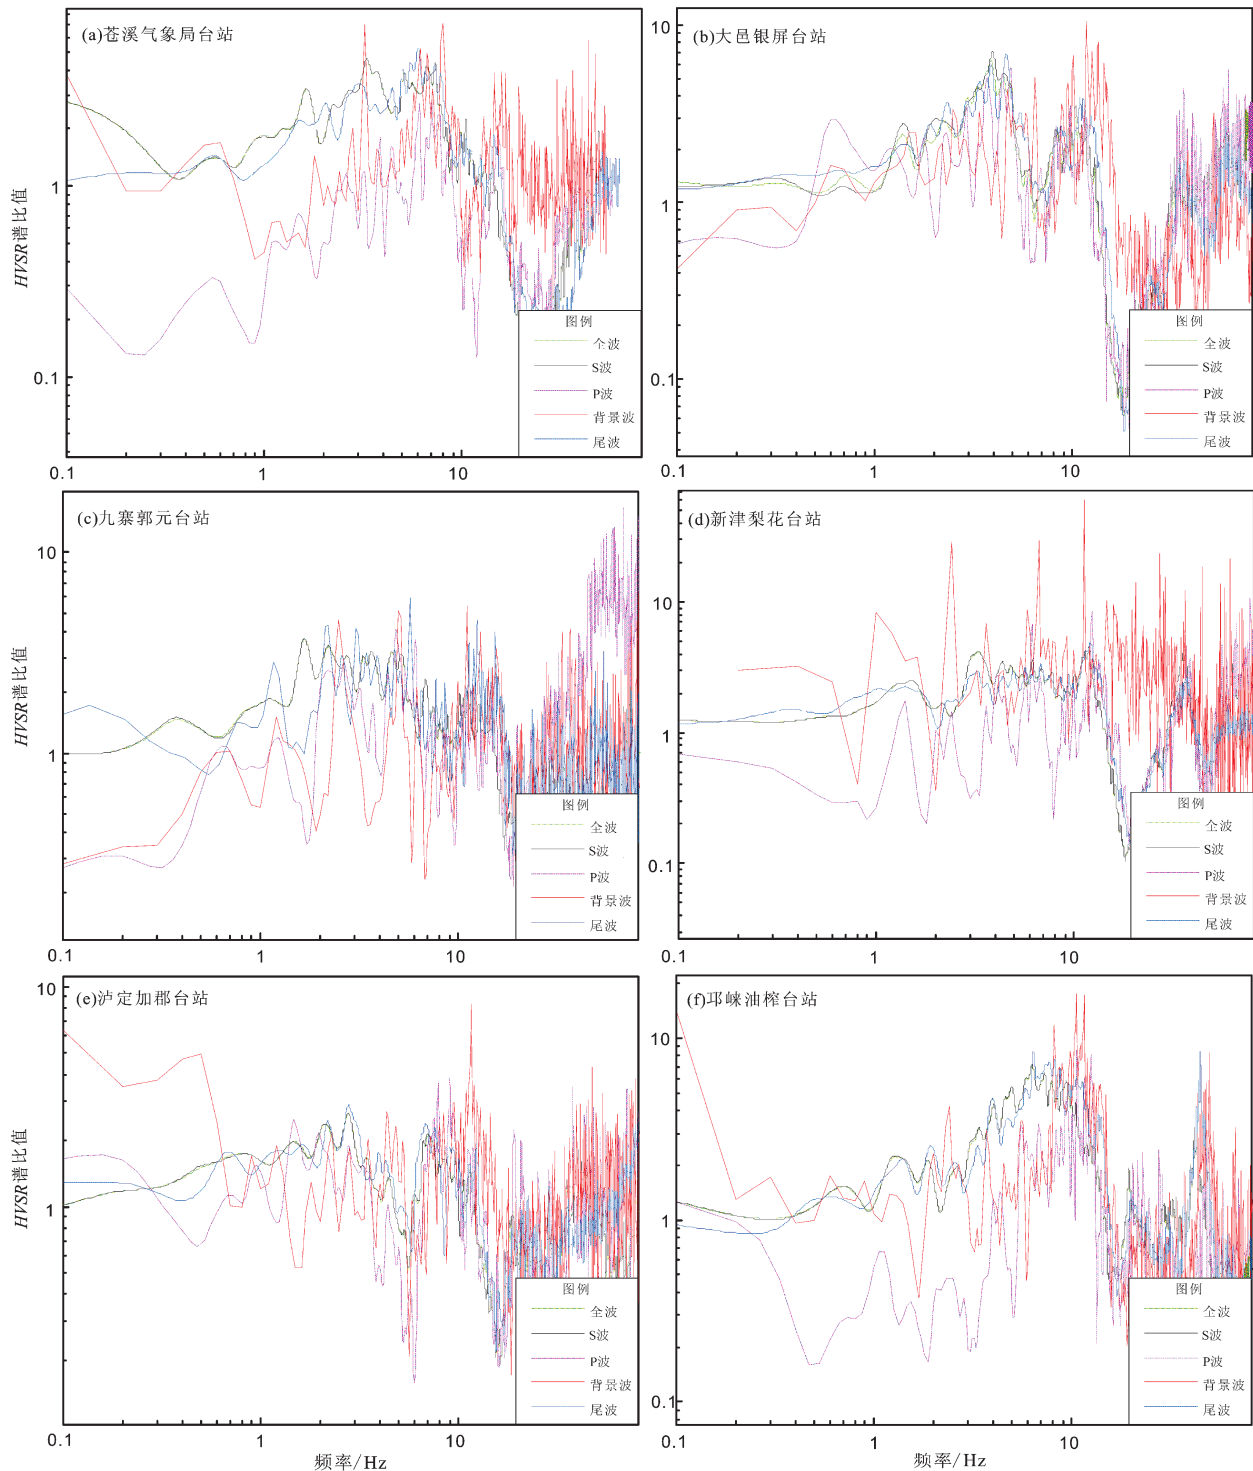 (a)苍溪气象局台站
1
0.1
HVSR谱比值
图例
全波
S波
P波
背景波
尾波
0.1
1
10
(b)大邑银屏台站
10
1
0.1
图例
全波
S波
P波
背景波
尾波
0.1
1
10
(c)九寨郭元台站
10
1
HVSR谱比值
图例
全波
S波
P波
背景波
尾波
0.1
1
10
(d)新津梨花台站
10
1
0.1
图例
全波
S波
P波
背景波
尾波
0.1
1
10
(e)泸定加郡台站
10
1
HVSR谱比值
图例
全波
S波
P波
背景波
尾波
0.1
1
10
频率/Hz
(f)邛崃油榨台站
10
1
0.1
图例
全波
S波
P波
背景波
尾波
0.1
1
10
频率/Hz